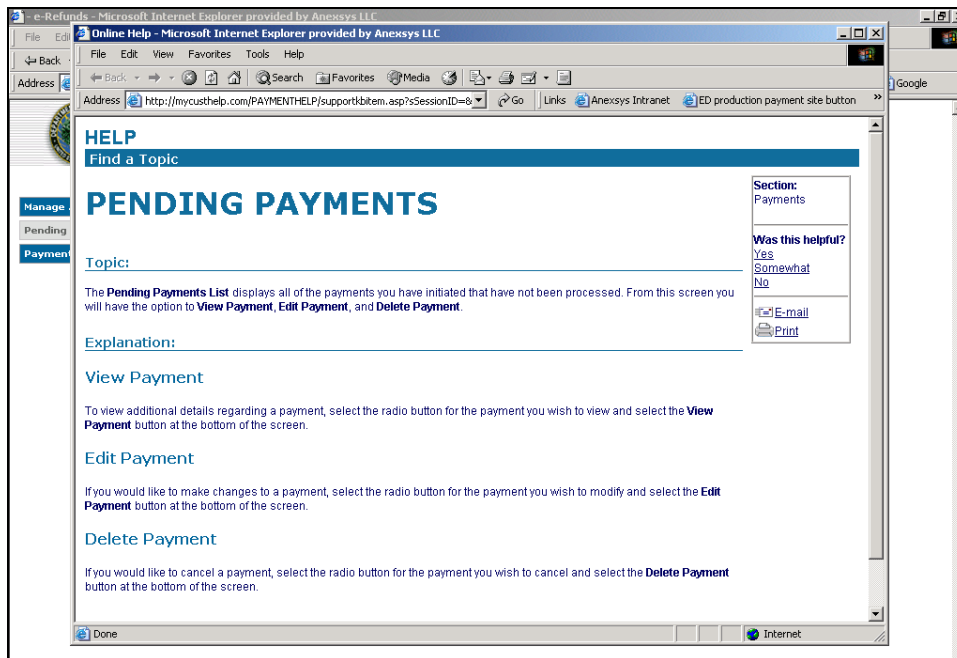 - e-Refunds - Microsoft Internet Explorer provided by Anexsys LLC
File Edi
Back
Address
Google
Manage
Pending
Payment
Online Help - Microsoft Internet Explorer provided by Anexsys LLC
File Edit View Favorites Tools Help
Back Search Favorites Media
Address http://mycusthelp.com/PAYMENTHELP/supportkbitem.asp?sSessionID=8 Go Links Anexsys Intranet ED production payment site button »
HELP
Find a Topic
PENDING PAYMENTS
Topic:
The Pending Payments List displays all of the payments you have initiated that have not been processed. From this screen you
will have the option to View Payment, Edit Payment, and Delete Payment.
Explanation:
View Payment
To view additional details regarding a payment, select the radio button for the payment you wish to view and select the View
Payment button at the bottom of the screen.
Edit Payment
If you would like to make changes to a payment, select the radio button for the payment you wish to modify and select the Edit
Payment button at the bottom of the screen.
Delete Payment
If you would like to cancel a payment, select the radio button for the payment you wish to cancel and select the Delete Payment
button at the bottom of the screen.
Section:
Payments
Was this helpful?
Yes
Somewhat
No
E-mail
Print
Done
Internet